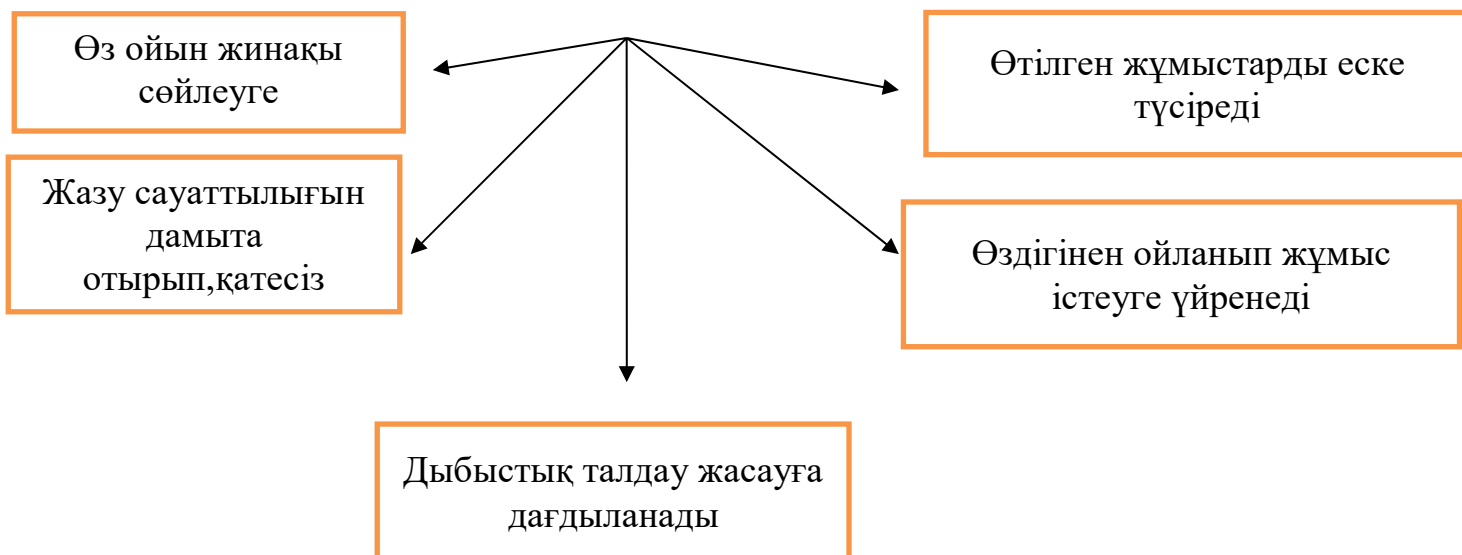 Өз ойын жинақы
сөйлеуге
Өтілген жұмыстарды еске
түсіреді
Жазу сауаттылығын
дамыта
отырып,қатесіз
Өздігінен ойланып жұмыс
істеуге үйренеді
Дыбыстық талдау жасауға
дағдыланады